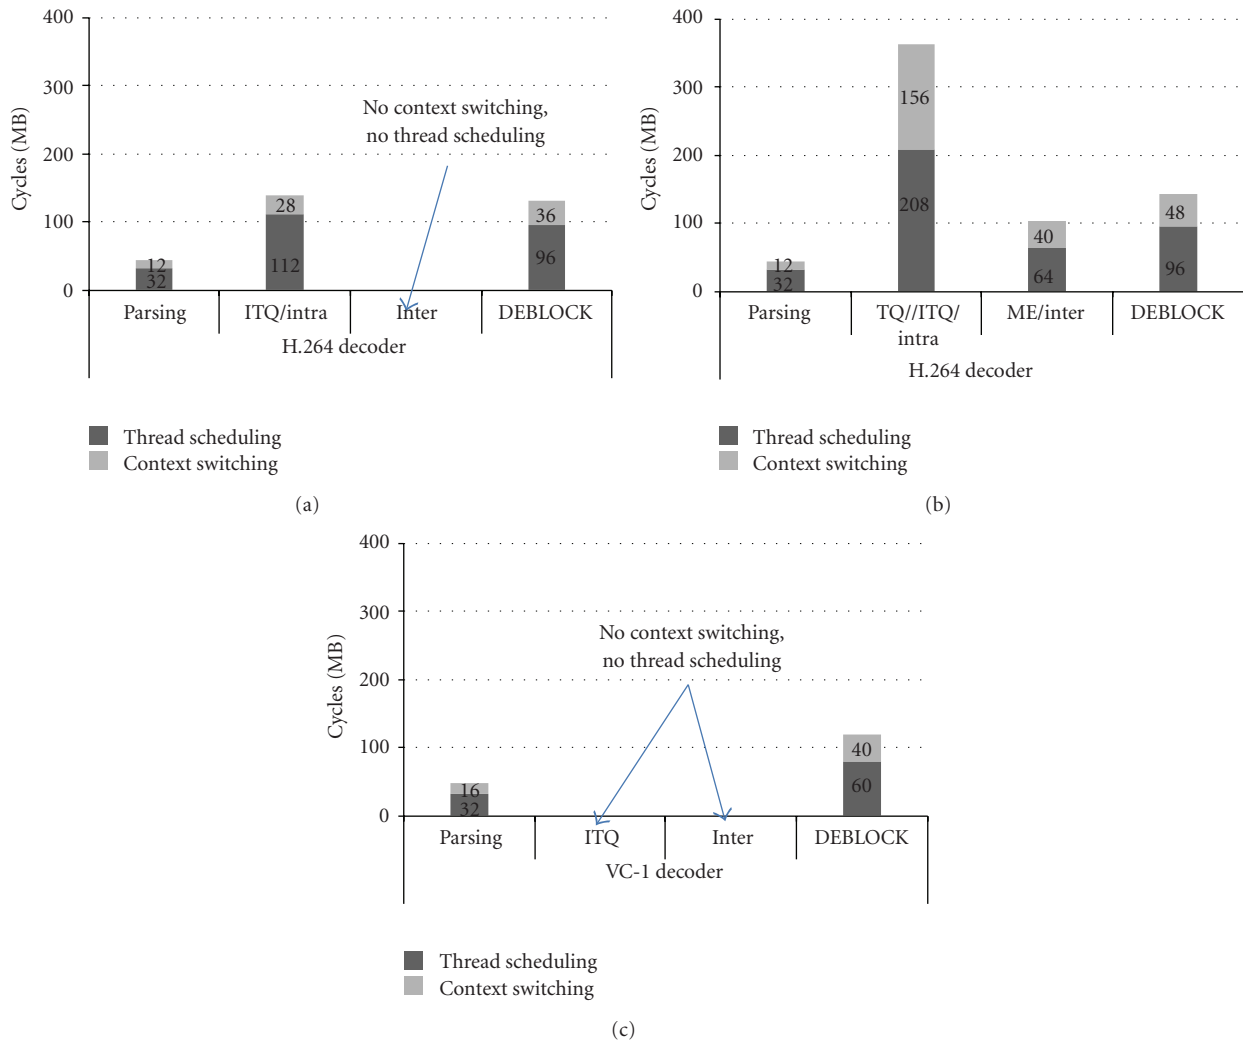 400
300
200
100
0
Cycles (MB)
No context switching,
no thread scheduling
28
112
12
32
36
96
Parsing
ITQ/intra
Inter
DEBLOCK
H.264 decoder
Thread scheduling
Context switching
(a)
400
300
200
100
0
Cycles (MB)
156
208
12
32
40
64
48
96
Parsing
TQ//ITQ/
intra
ME/inter
DEBLOCK
H.264 decoder
Thread scheduling
Context switching
(b)
400
300
200
100
0
Cycles (MB)
No context switching,
no thread scheduling
16
32
40
60
Parsing
ITQ
Inter
DEBLOCK
VC-1 decoder
Thread scheduling
Context switching
(c)